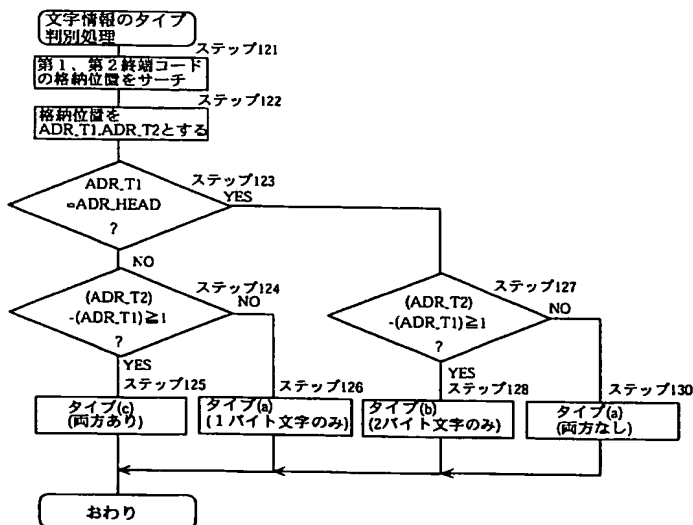 文字情報のタイプ
判別処理
ステップ121
第1、第2終端コード
の格納位置をサーチ
ステップ122
格納位置を
ADR_T1,ADR_T2とする
ステップ123
ADR_T1
=ADR_HEAD
?
YES
NO
ステップ124
(ADR_T2)
-(ADR_T1)≧1
?
NO
YES
ステップ127
(ADR_T2)
-(ADR_T1)≧1
?
NO
YES
ステップ125
タイプ(c)
(両方あり)
ステップ126
タイプ(a)
(1バイト文字のみ)
ステップ128
タイプ(b)
(2バイト文字のみ)
ステップ130
タイプ(a)
(両方なし)
おわり